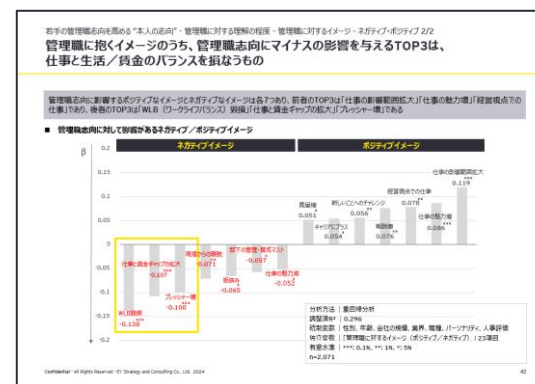 若手の管理職志向を高める "本人の志向" - 管理職に対する理解の程度 - 管理職に対するイメージ - ネガティブ・ポジティブ 2/2
管理職に抱くイメージのうち、管理職志向にマイナスの影響を与えるTOP3は、
仕事と生活／賃金のバランスを損なうもの
管理職志向に影響するポジティブなイメージとネガティブなイメージは各7つあり、前者のTOP3は「仕事の影響範囲拡大」「仕事の魅力増」「経営視点での
仕事」であり、後者のTOP3は「WLB（ワークライフバランス）毀損」「仕事と賃金ギャップの拡大」「プレッシャー増」である
■ 管理職志向に対して影響があるネガティブ／ポジティブイメージ
β
ネガティブイメージ
ポジティブイメージ
0.2
0.15
0.1
0.05
0
-0.05
-0.1
-0.15
-0.2
WLB毀損
-0.138***
仕事と賃金ギャップの拡大
-0.107***
プレッシャー増
-0.100***
現場からの離脱
-0.071**
板挟み
-0.065*
部下の管理・育成マスト
-0.057*
仕事の魅力減
-0.052*
裁量増
0.051*
キャリアにプラス
0.054*
新しいことへのチャレンジ
0.056**
報酬増
0.076**
経営視点での仕事
0.078**
仕事の魅力増
0.086***
仕事の影響範囲拡大
0.119***
分析方法｜重回帰分析
調整済R²｜0.296
統制変数｜性別、年齢、会社の規模、業界、職種、パーソナリティ、人事評価
独立変数｜「管理職に対するイメージ（ポジティブ／ネガティブ）」23項目
有意水準｜***: 0.1%, **: 1%, *: 5%
n=2,071
Confidential - All Rights Reserved - EY Strategy and Consulting Co., Ltd. 2024
42